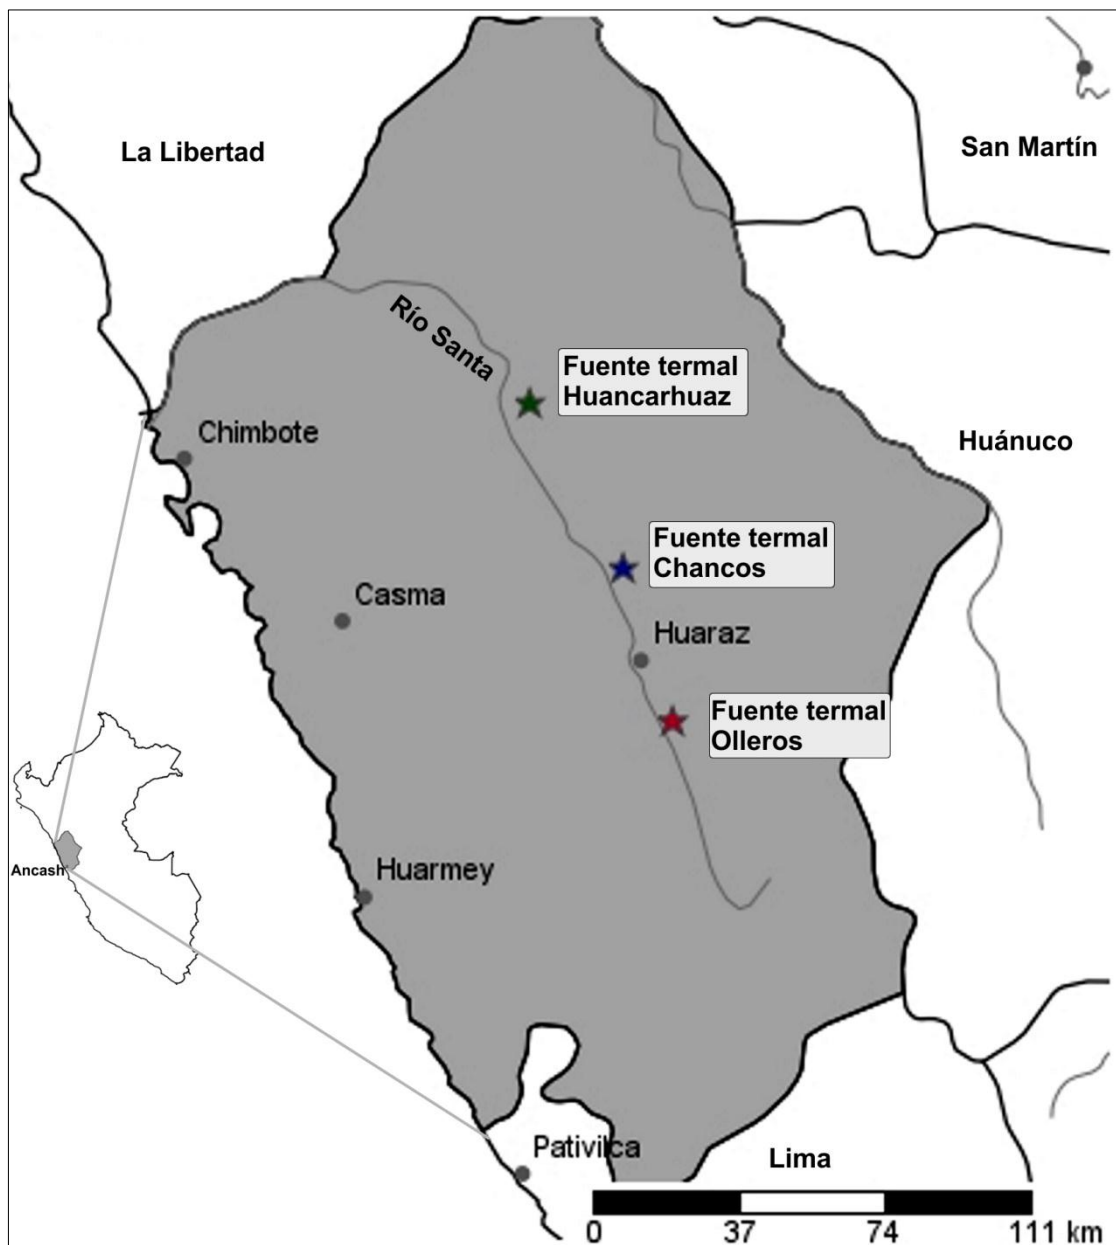 La Libertad
San Martín
Río Santa
Fuente termal
Huancarhuaz
Chimbote
Huánuco
Fuente termal
Chancos
Casma
Huaraz
Fuente termal
Olleros
Ancash
Huarmey
Pativilca
Lima
0 37 74 111 km